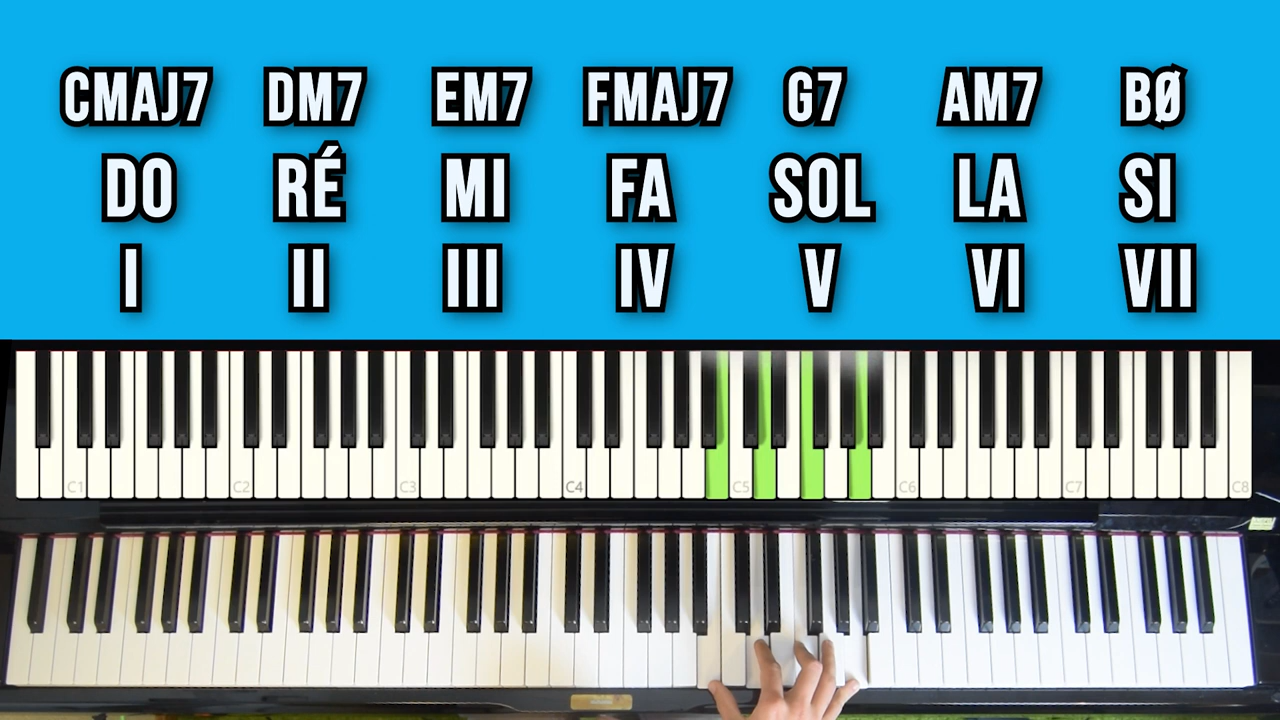 CMAJ7 DM7 EM7 FMAJ7 G7 AM7 BØ
DO RÉ MI FA SOL LA SI
I II III IV V VI VII
C1 C2 C3 C4 C5 C6 C7 C8